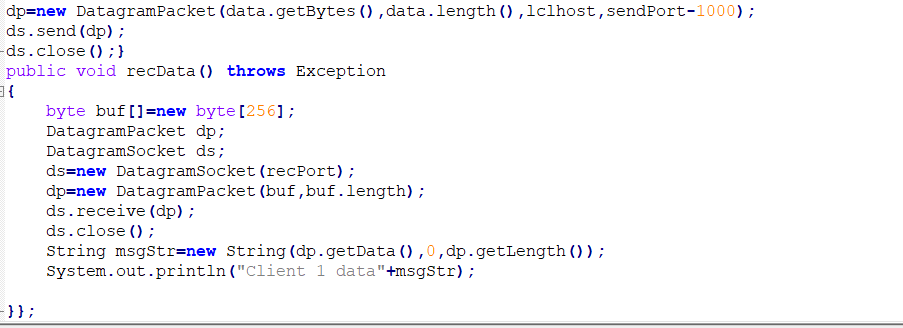 dp=new DatagramPacket(data.getBytes(),data.length(),lclhost,sendPort-1000);
ds.send(dp);
ds.close();}
public void recData() throws Exception
{
    byte buf[]=new byte[256];
    DatagramPacket dp;
    DatagramSocket ds;
    ds=new DatagramSocket(recPort);
    dp=new DatagramPacket(buf,buf.length);
    ds.receive(dp);
    ds.close();
    String msgStr=new String(dp.getData(),0,dp.getLength());
    System.out.println("Client 1 data"+msgStr);
}};